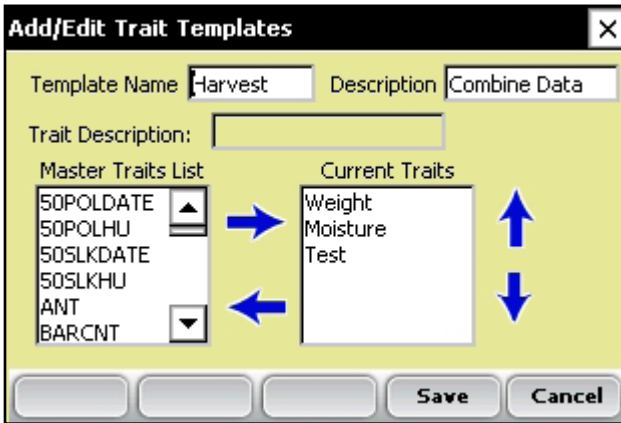 Add/Edit Trait Templates
Template Name Harvest Description Combine Data
Trait Description:
Master Traits List Current Traits
50POLDATE Weight
50POLHU Moisture
50SLKDATE Test
50SLKHU
ANT
BARCNT
Save Cancel